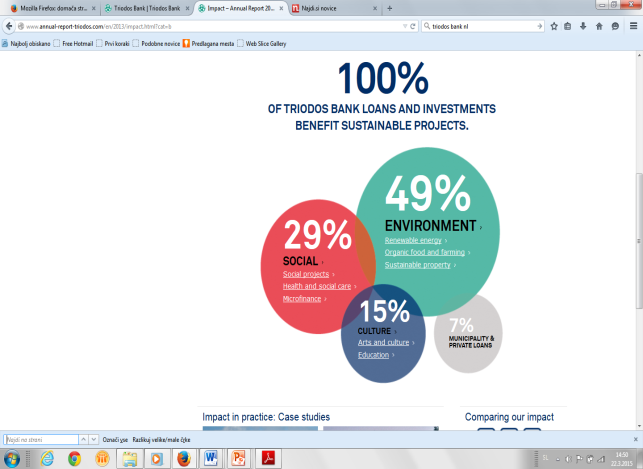 Mozilla Firefox: domača str...
Triodos Bank | Triodos Bank
Impact – Annual Report 20...
Najdi.si novice
www.annual-report-triodos.com/en/2013/impact.html?cat=b
triodos bank nl
Najbolj obiskano
Free Hotmail
Prvi koraki
Podobne novice
Predlagana mesta
Web Slice Gallery
100%
OF TRIODOS BANK LOANS AND INVESTMENTS
BENEFIT SUSTAINABLE PROJECTS.
49%
ENVIRONMENT ›
Renewable energy ›
Organic food and farming ›
Sustainable property ›
29%
SOCIAL ›
Social projects ›
Health and social care ›
Microfinance ›
15%
CULTURE ›
Arts and culture ›
Education ›
7%
MUNICIPALITY &
PRIVATE LOANS
Impact in practice: Case studies
Comparing our impact
Najdi na strani
Označi vse
Razlikuj velike/male črke
SL
14:50
22.3.2015